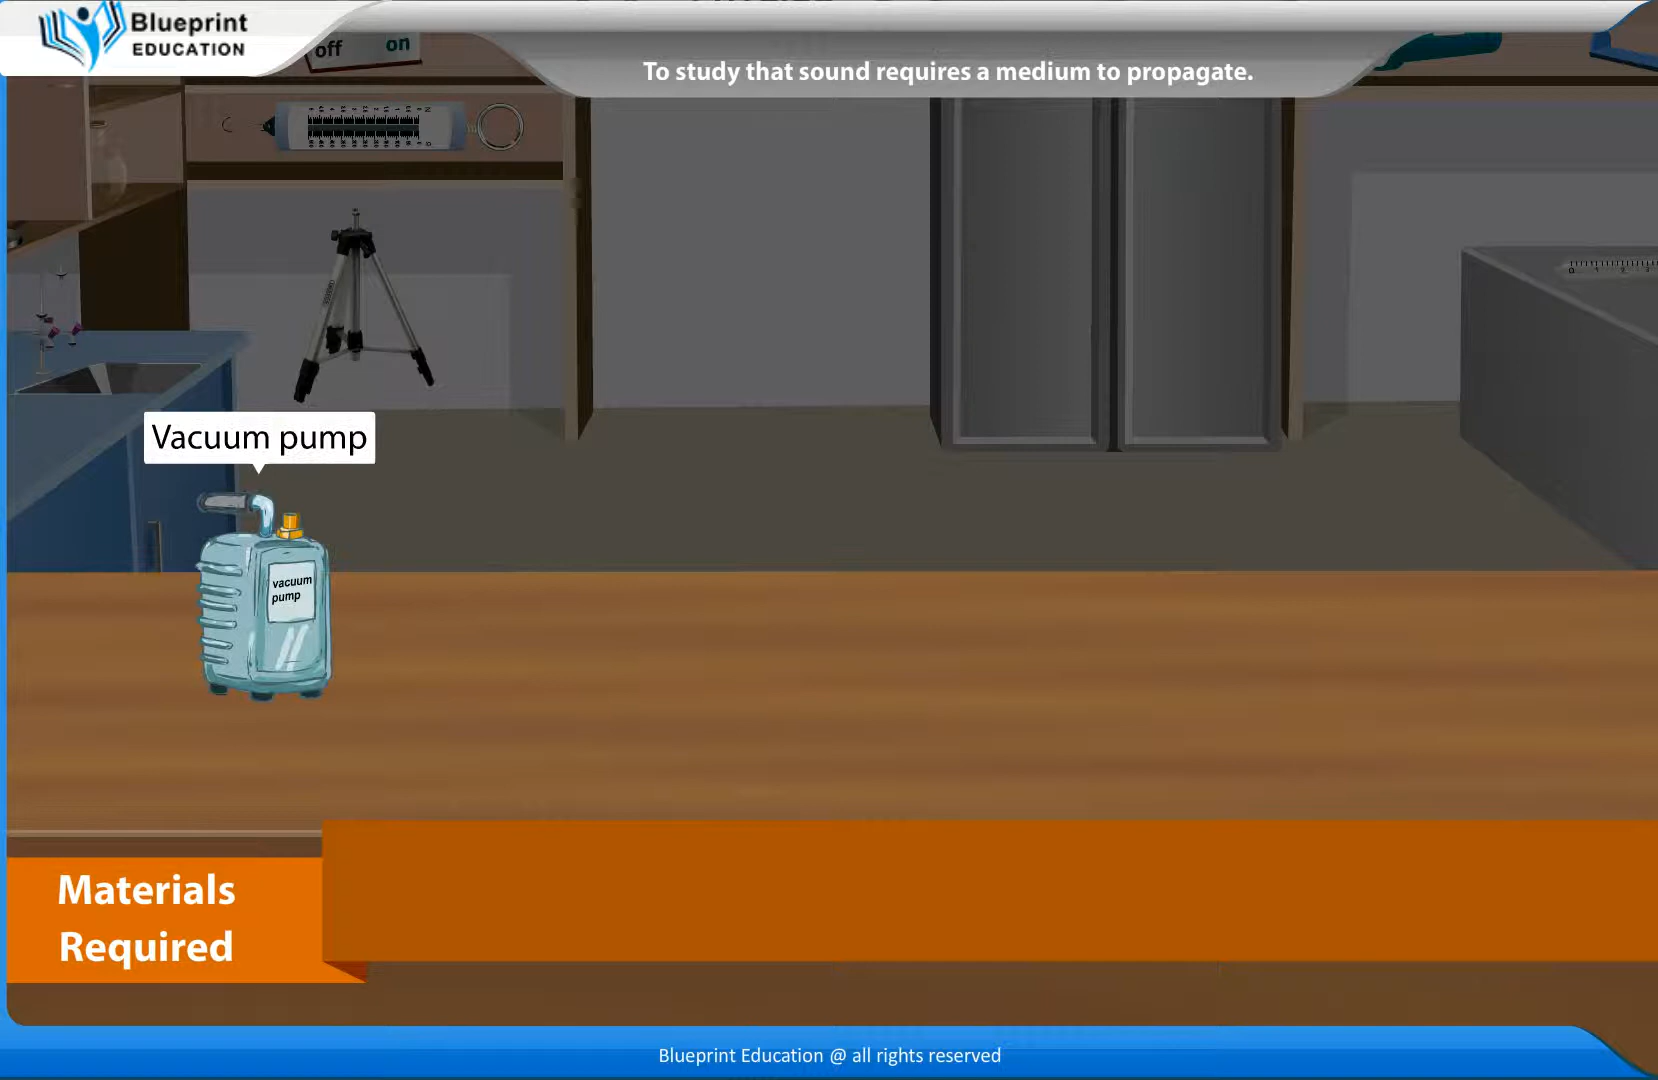 Blueprint
EDUCATION
off on
To study that sound requires a medium to propagate.
Vacuum pump
vacuum
pump
Materials
Required
Blueprint Education @ all rights reserved